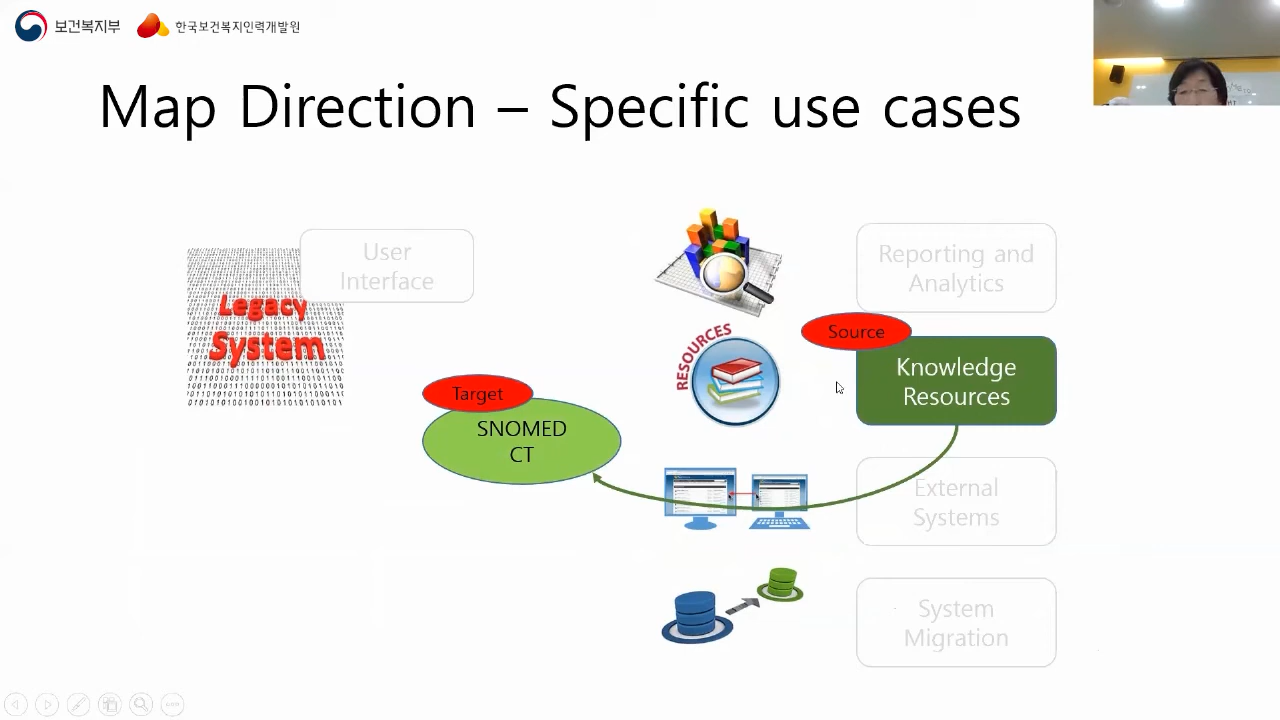 보건복지부
한국보건복지인력개발원
Map Direction – Specific use cases
User
Interface
Legacy
System
Reporting and
Analytics
RESOURCES
Source
Knowledge
Resources
Target
SNOMED
CT
External
Systems
System
Migration